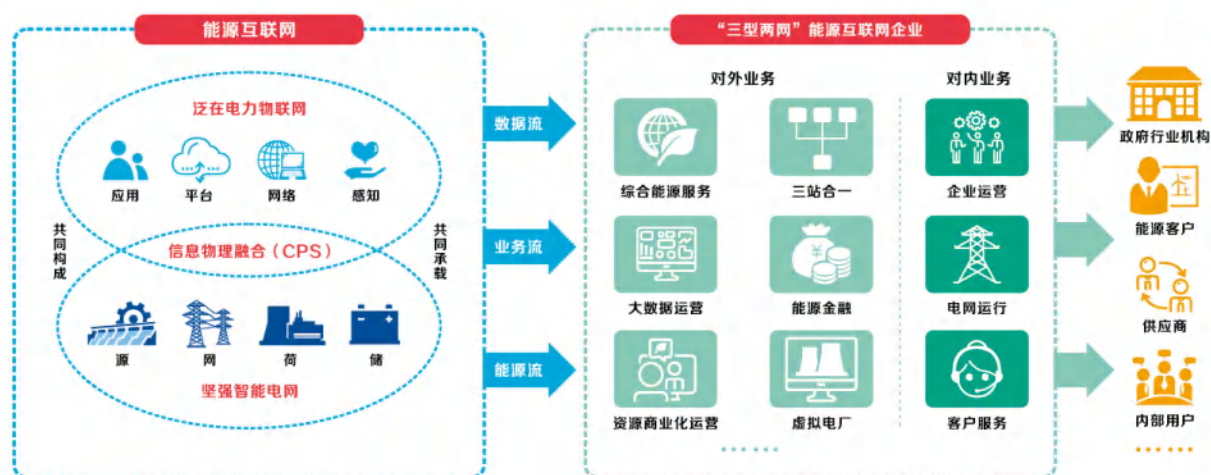 能源互联网
泛在电力物联网
应用
平台
网络
感知
共同构成
信息物理融合（CPS）
共同承载
源
网
荷
储
坚强智能电网
数据流
业务流
能源流
“三型两网”能源互联网企业
对外业务
对内业务
综合能源服务
三站合一
企业运营
大数据运营
能源金融
电网运行
资源商业化运营
虚拟电厂
客户服务
……
政府行业机构
能源客户
供应商
内部用户
……